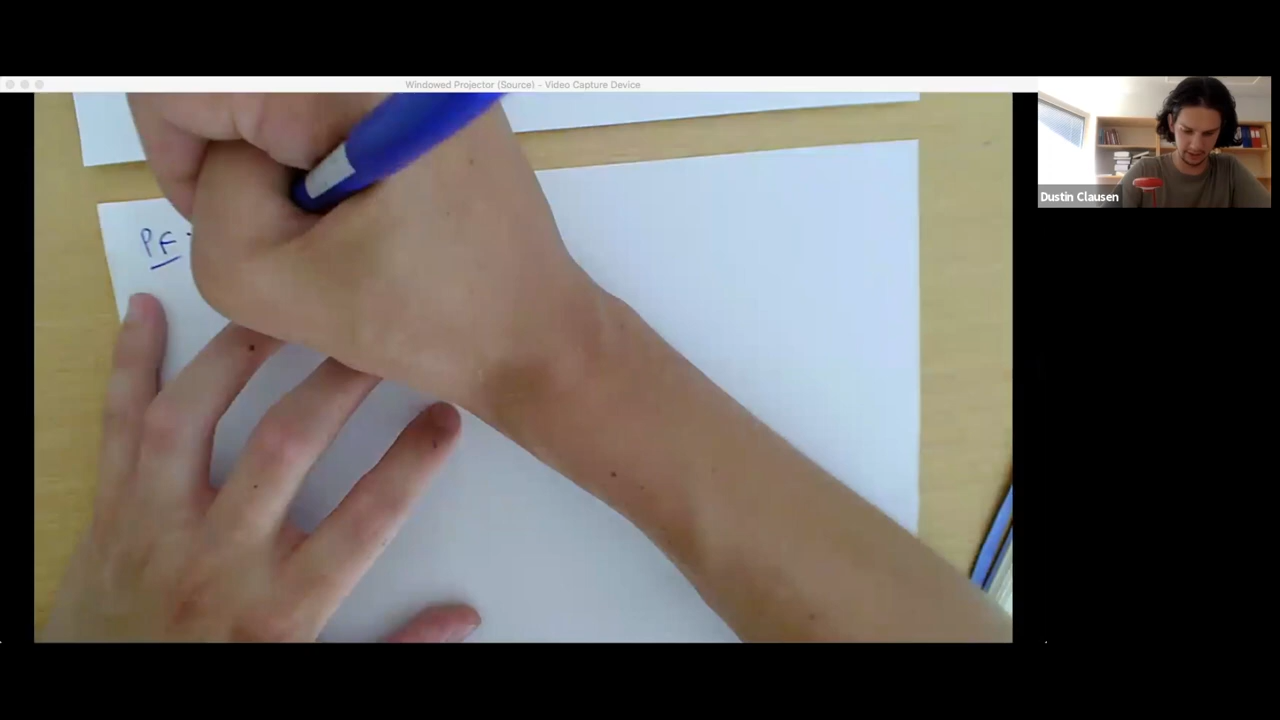 Windowed Projector (Source) - Video Capture Device
Dustin Clausen
PF